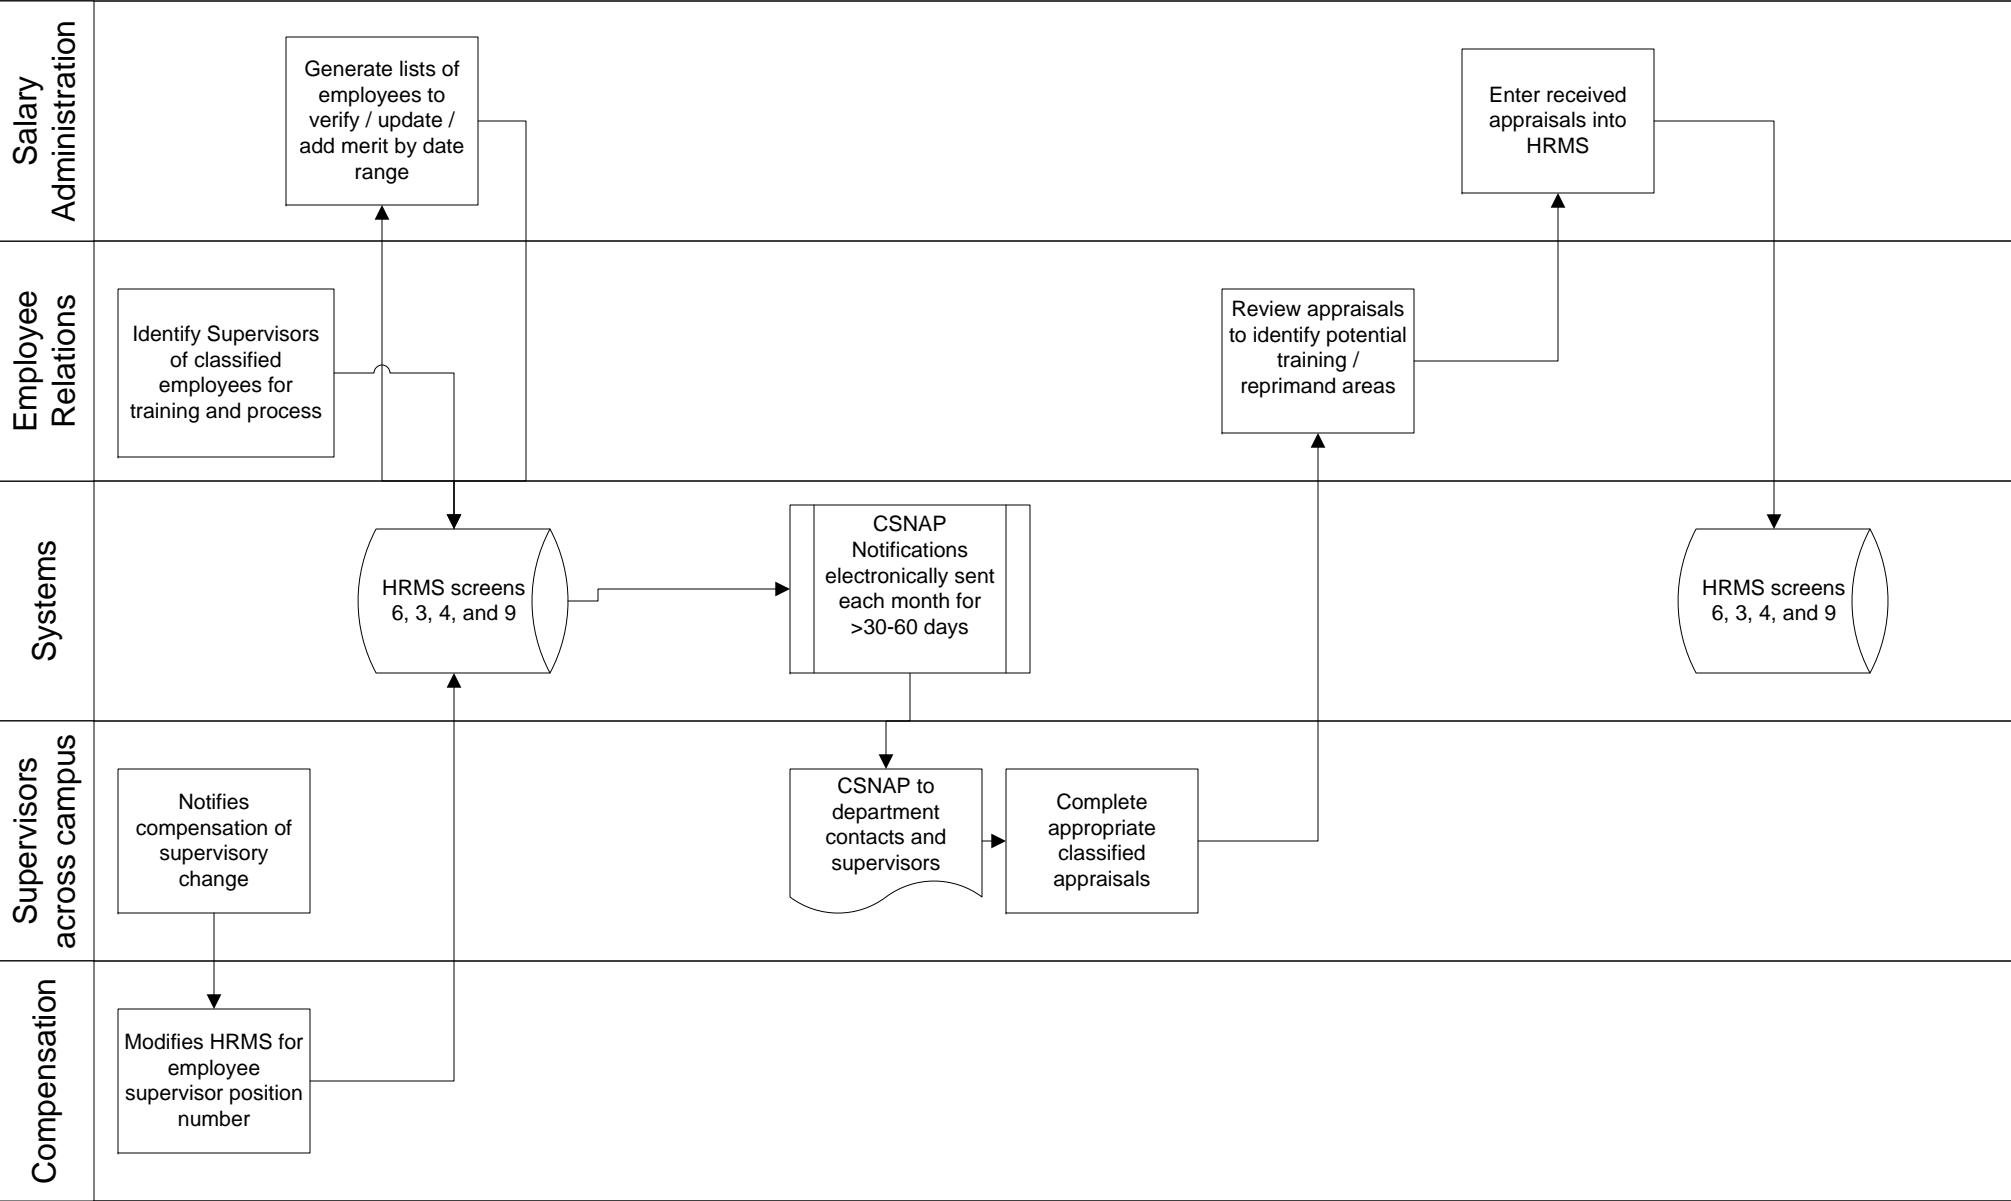 Salary
Administration
Generate lists of
employees to
verify / update /
add merit by date
range
Enter received
appraisals into
HRMS
Employee
Relations
Identify Supervisors
of classified
employees for
training and process
Review appraisals
to identify potential
training /
reprimand areas
Systems
HRMS screens
6, 3, 4, and 9
CSNAP
Notifications
electronically sent
each month for
>30-60 days
HRMS screens
6, 3, 4, and 9
Supervisors
across campus
Notifies
compensation of
supervisory
change
CSNAP to
department
contacts and
supervisors
Complete
appropriate
classified
appraisals
Compensation
Modifies HRMS for
employee
supervisor position
number